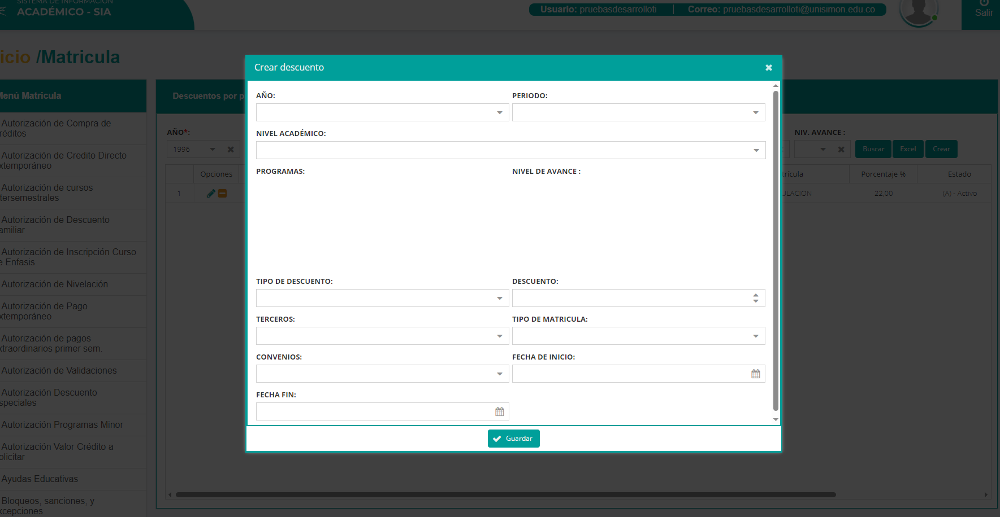 SISTEMA DE INFORMACIÓN
ACADÉMICO - SIA
Usuario: pruebasdesarrolloti
Correo: pruebasdesarrolloti@unisimon.edu.co
Salir
icio /Matricula
Menú Matricula
Autorización de Compra de
réditos
Autorización de Credito Directo
xtemporáneo
Autorización de cursos
tersemestrales
Autorización de Descuento
amiliar
Autorización de Inscripción Curso
e Enfasis
Autorización de Nivelación
Autorización de Pago
xtemporáneo
Autorización de pagos
xtraordinarios primer sem.
Autorización de Validaciones
Autorización Descuento
speciales
Autorización Programas Minor
Autorización Valor Crédito a
olicitar
Ayudas Educativas
Bloqueos, sanciones, y
xcepciones
Descuentos por p
AÑO*:
1996
NIV. AVANCE :
Buscar
Excel
Crear
Opciones
trícula
Porcentaje %
Estado
1
ULACION
22,00
(A) - Activo
Crear descuento
AÑO:
PERIODO:
NIVEL ACADÉMICO:
PROGRAMAS:
NIVEL DE AVANCE :
TIPO DE DESCUENTO:
DESCUENTO:
TERCEROS:
TIPO DE MATRICULA:
CONVENIOS:
FECHA DE INICIO:
FECHA FIN:
Guardar